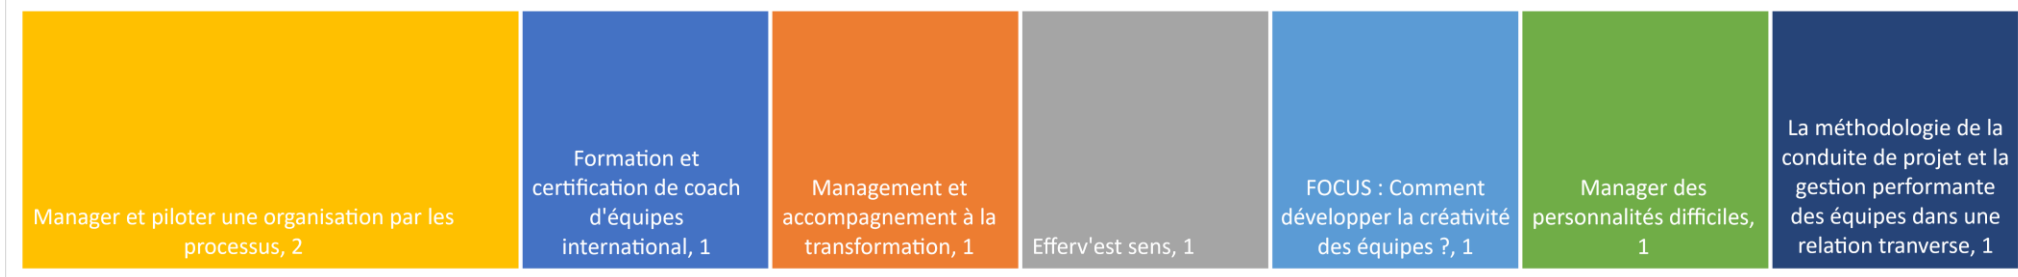 Manager et piloter une organisation par les
processus, 2
Formation et
certification de coach
d'équipes
international, 1
Management et
accompagnement à la
transformation, 1
Efferv'est sens, 1
FOCUS : Comment
développer la créativité
des équipes ?, 1
Manager des
personnalités difficiles,
1
La méthodologie de la
conduite de projet et la
gestion performante
des équipes dans une
relation tranverse, 1